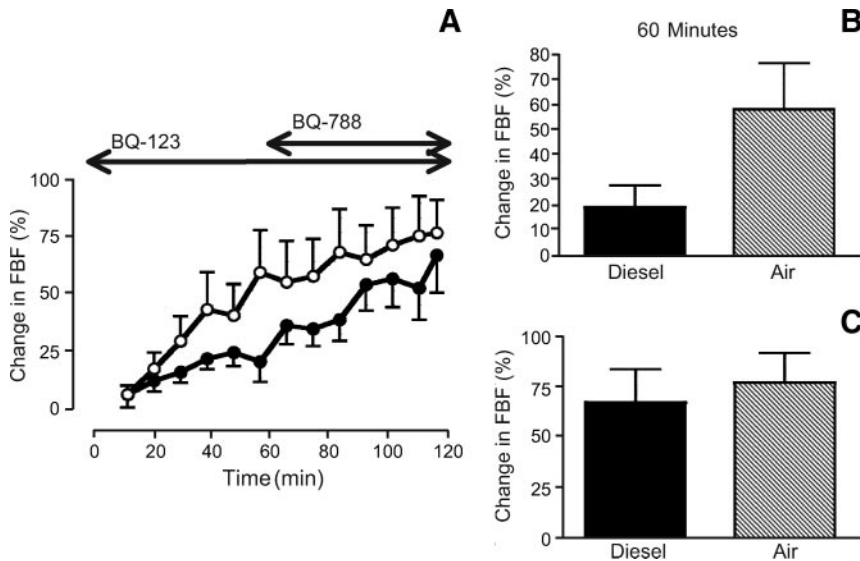 A
BQ-788
BQ-123
Change in FBF (%)
100
75
50
25
0
0 20 40 60 80 100 120
Time (min)
B
60 Minutes
Change in FBF (%)
80
70
60
50
40
30
20
10
0
Diesel Air
C
Change in FBF (%)
100
75
50
25
0
Diesel Air